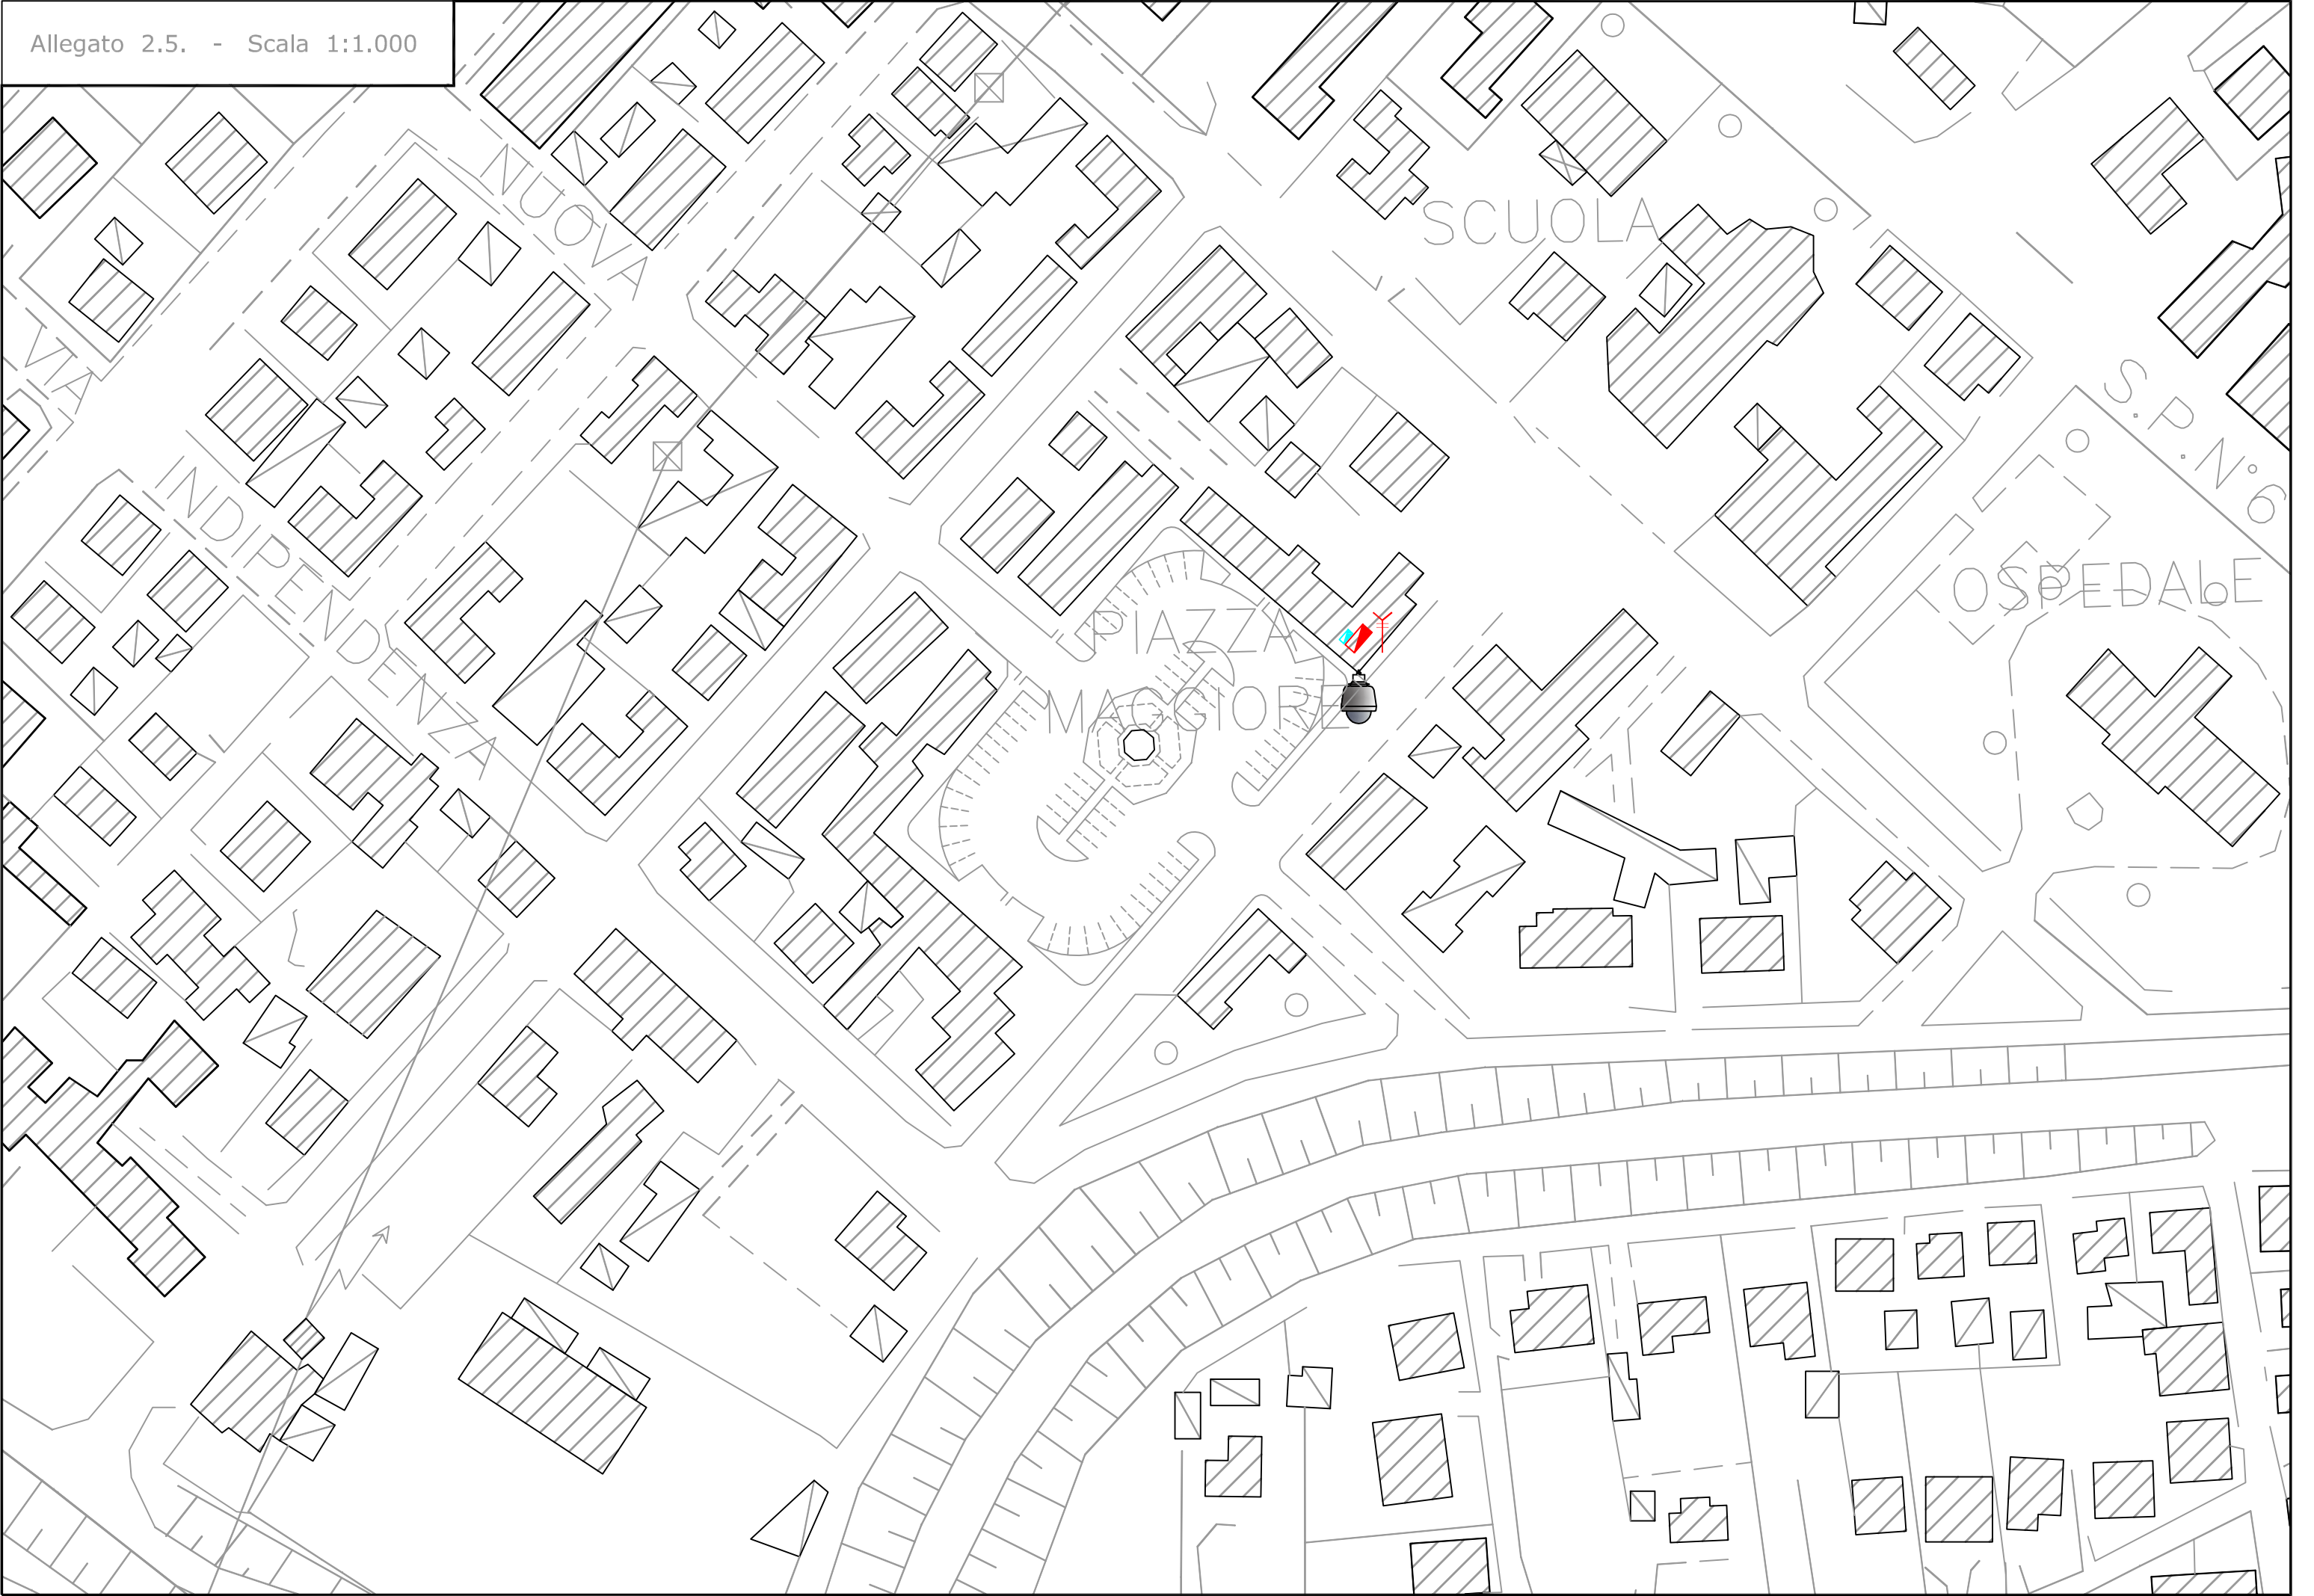 Allegato 2.5. - Scala 1:1.000
NUOVA
SCUOLA
VIA
S.P.N°6
INDIPENDENZA
OSPEDALE
PIAZZA
MAGGIORE